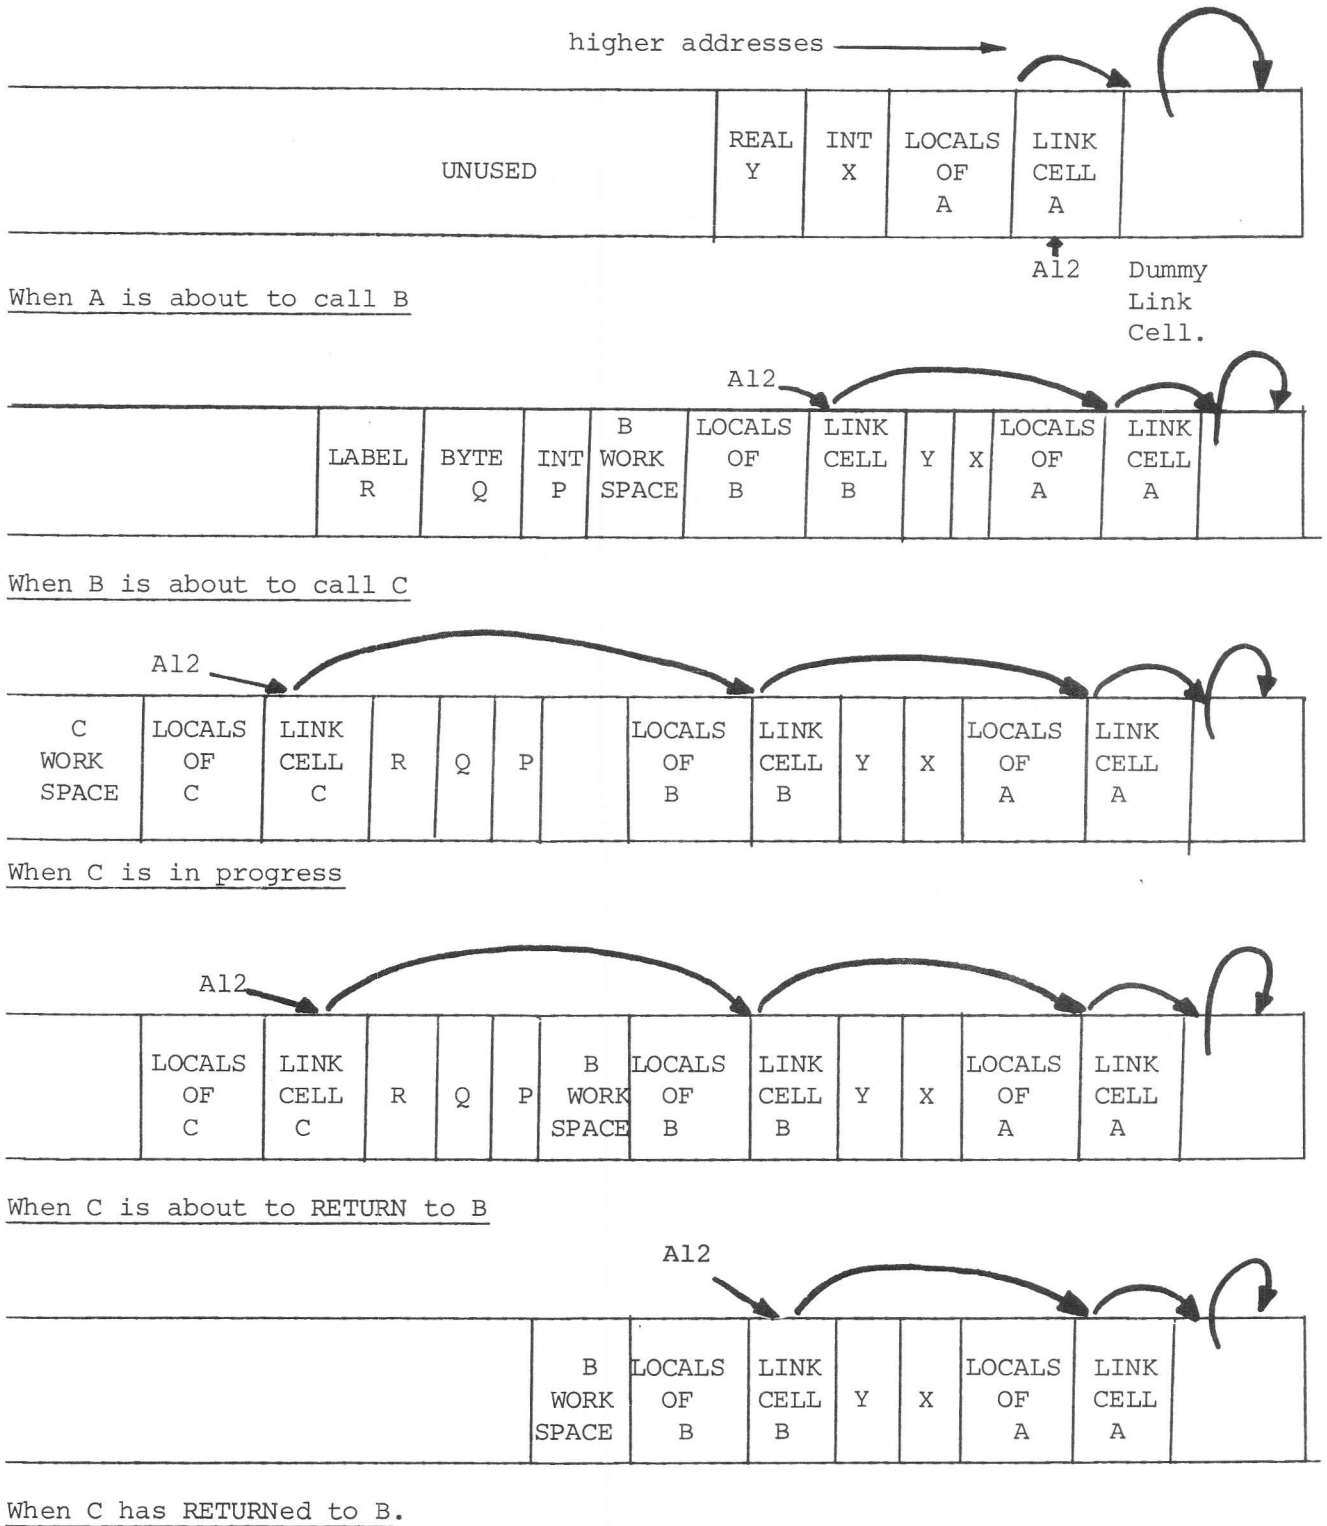 higher addresses
UNUSED
REAL
Y
INT
X
LOCALS
OF
A
LINK
CELL
A
A12
Dummy
Link
Cell.
When A is about to call B
A12
LABEL
R
BYTE
Q
INT
P
B
WORK
SPACE
LOCALS
OF
B
LINK
CELL
B
Y
X
LOCALS
OF
A
LINK
CELL
A
When B is about to call C
A12
C
WORK
SPACE
LOCALS
OF
C
LINK
CELL
C
R
Q
P
LOCALS
OF
B
LINK
CELL
B
Y
X
LOCALS
OF
A
LINK
CELL
A
When C is in progress
A12
LOCALS
OF
C
LINK
CELL
C
R
Q
P
B
WORK
SPACE
LOCALS
OF
B
LINK
CELL
B
Y
X
LOCALS
OF
A
LINK
CELL
A
When C is about to RETURN to B
A12
B
WORK
SPACE
LOCALS
OF
B
LINK
CELL
B
Y
X
LOCALS
OF
A
LINK
CELL
A
When C has RETURNed to B.